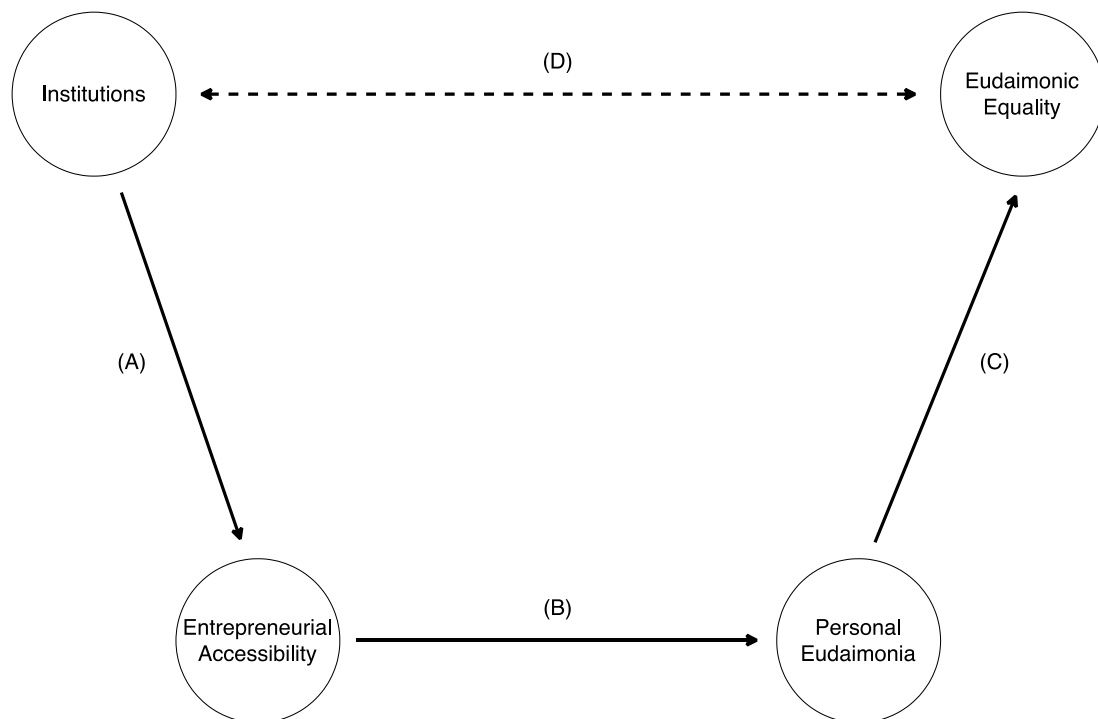 (D)
Institutions
Eudaimonic
Equality
(A)
(C)
(B)
Entrepreneurial
Accessibility
Personal
Eudaimonia